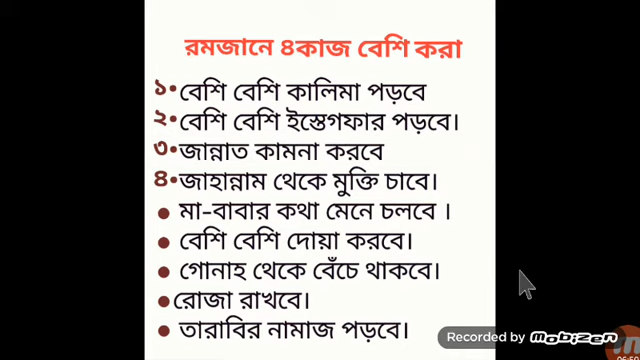 রমজানে ৪কাজ বেশি করা
১• বেশি বেশি কালিমা পড়বে
২• বেশি বেশি ইস্তেগফার পড়বে।
৩• জান্নাত কামনা করবে
৪• জাহান্নাম থেকে মুক্তি চাবে।
• মা-বাবার কথা মেনে চলবে ।
• বেশি বেশি দোয়া করবে।
• গোনাহ থেকে বেঁচে থাকবে।
• রোজা রাখবে।
• তারাবির নামাজ পড়বে।
Recorded by mobizen